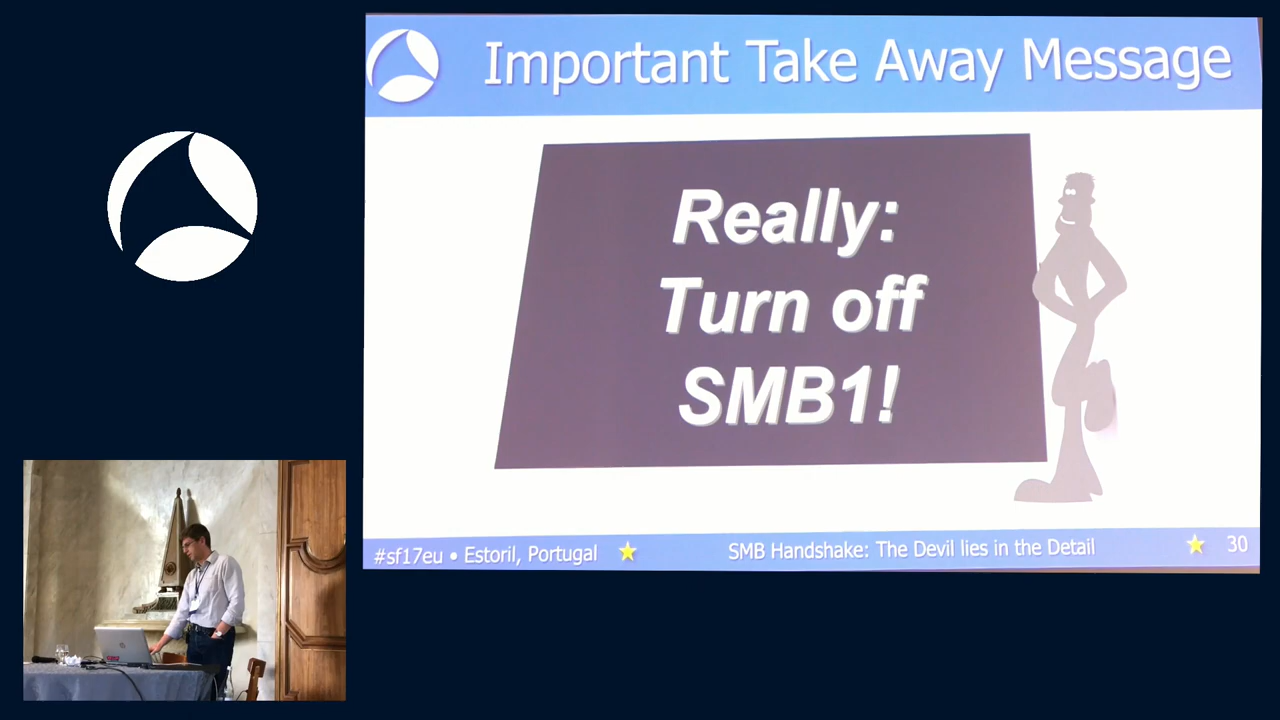 Important Take Away Message
Really:
Turn off
SMB1!
#sf17eu • Estoril, Portugal
SMB Handshake: The Devil lies in the Detail
30